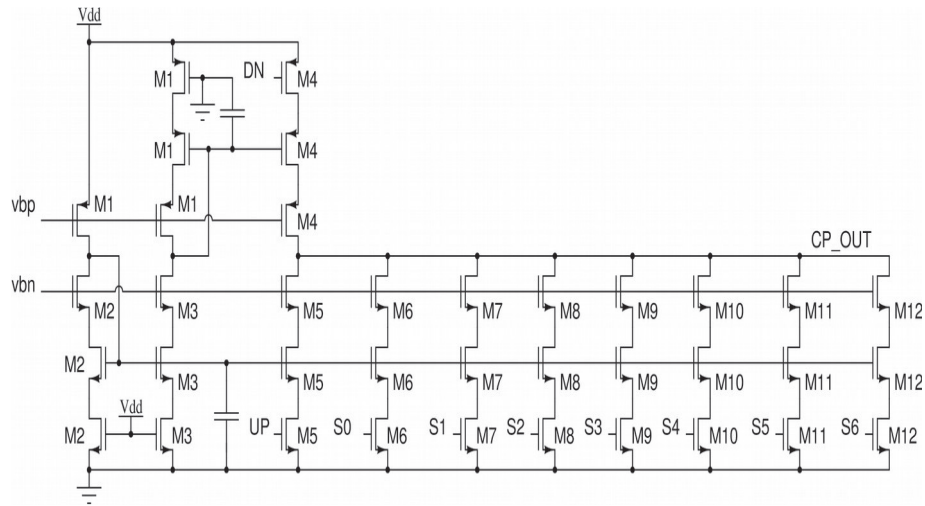 Vdd
M1 DN M4
M1 M4
vbp M1 M1 M4
CP_OUT
vbn M2 M3 M5 M6 M7 M8 M9 M10 M11 M12
M2 M3 M5 M6 M7 M8 M9 M10 M11 M12
Vdd
M2 M3 UP M5 S0 M6 S1 M7 S2 M8 S3 M9 S4 M10 S5 M11 S6 M12